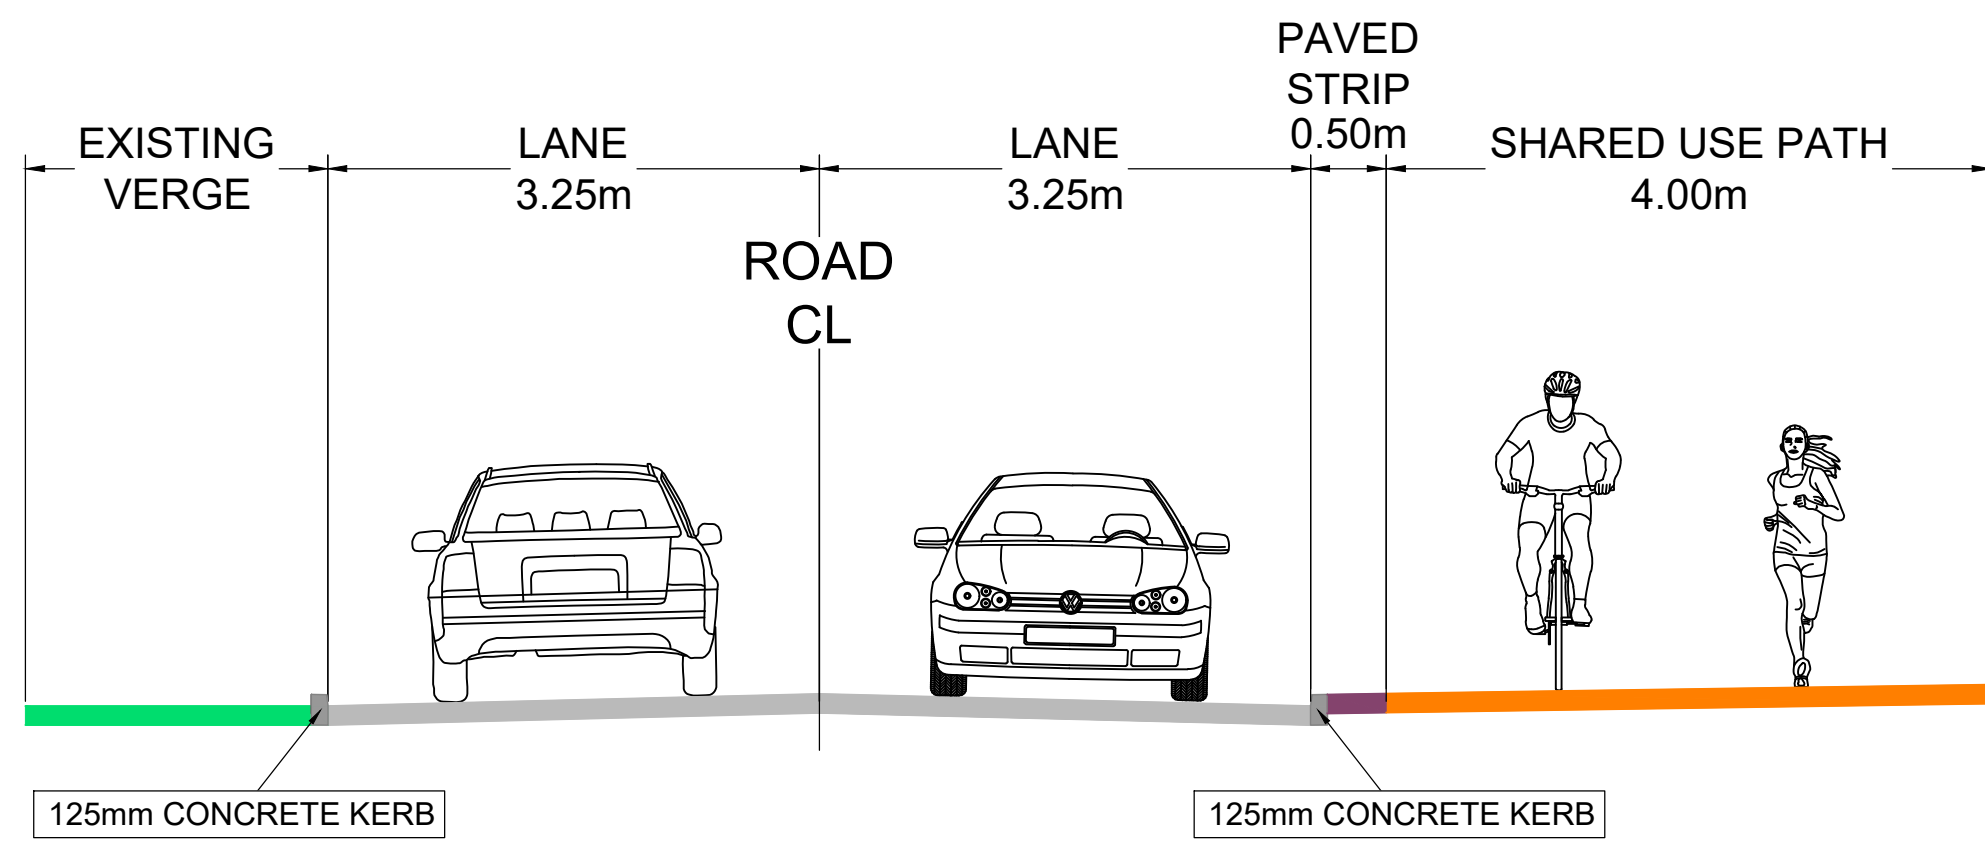 EXISTING
VERGE
LANE
3.25m
ROAD
CL
LANE
3.25m
PAVED
STRIP
0.50m
SHARED USE PATH
4.00m
125mm CONCRETE KERB
125mm CONCRETE KERB